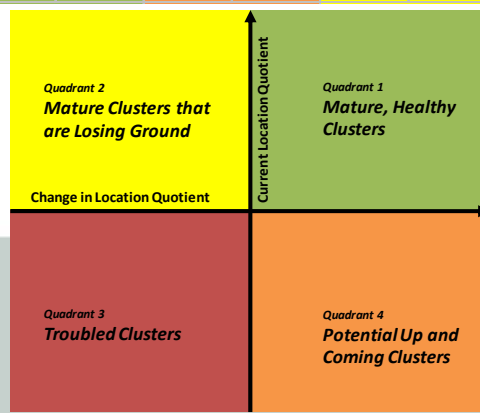 Quadrant 2
Mature Clusters that
are Losing Ground
Current Location Quotient
Quadrant 1
Mature, Healthy
Clusters
Change in Location Quotient
Quadrant 3
Troubled Clusters
Quadrant 4
Potential Up and
Coming Clusters